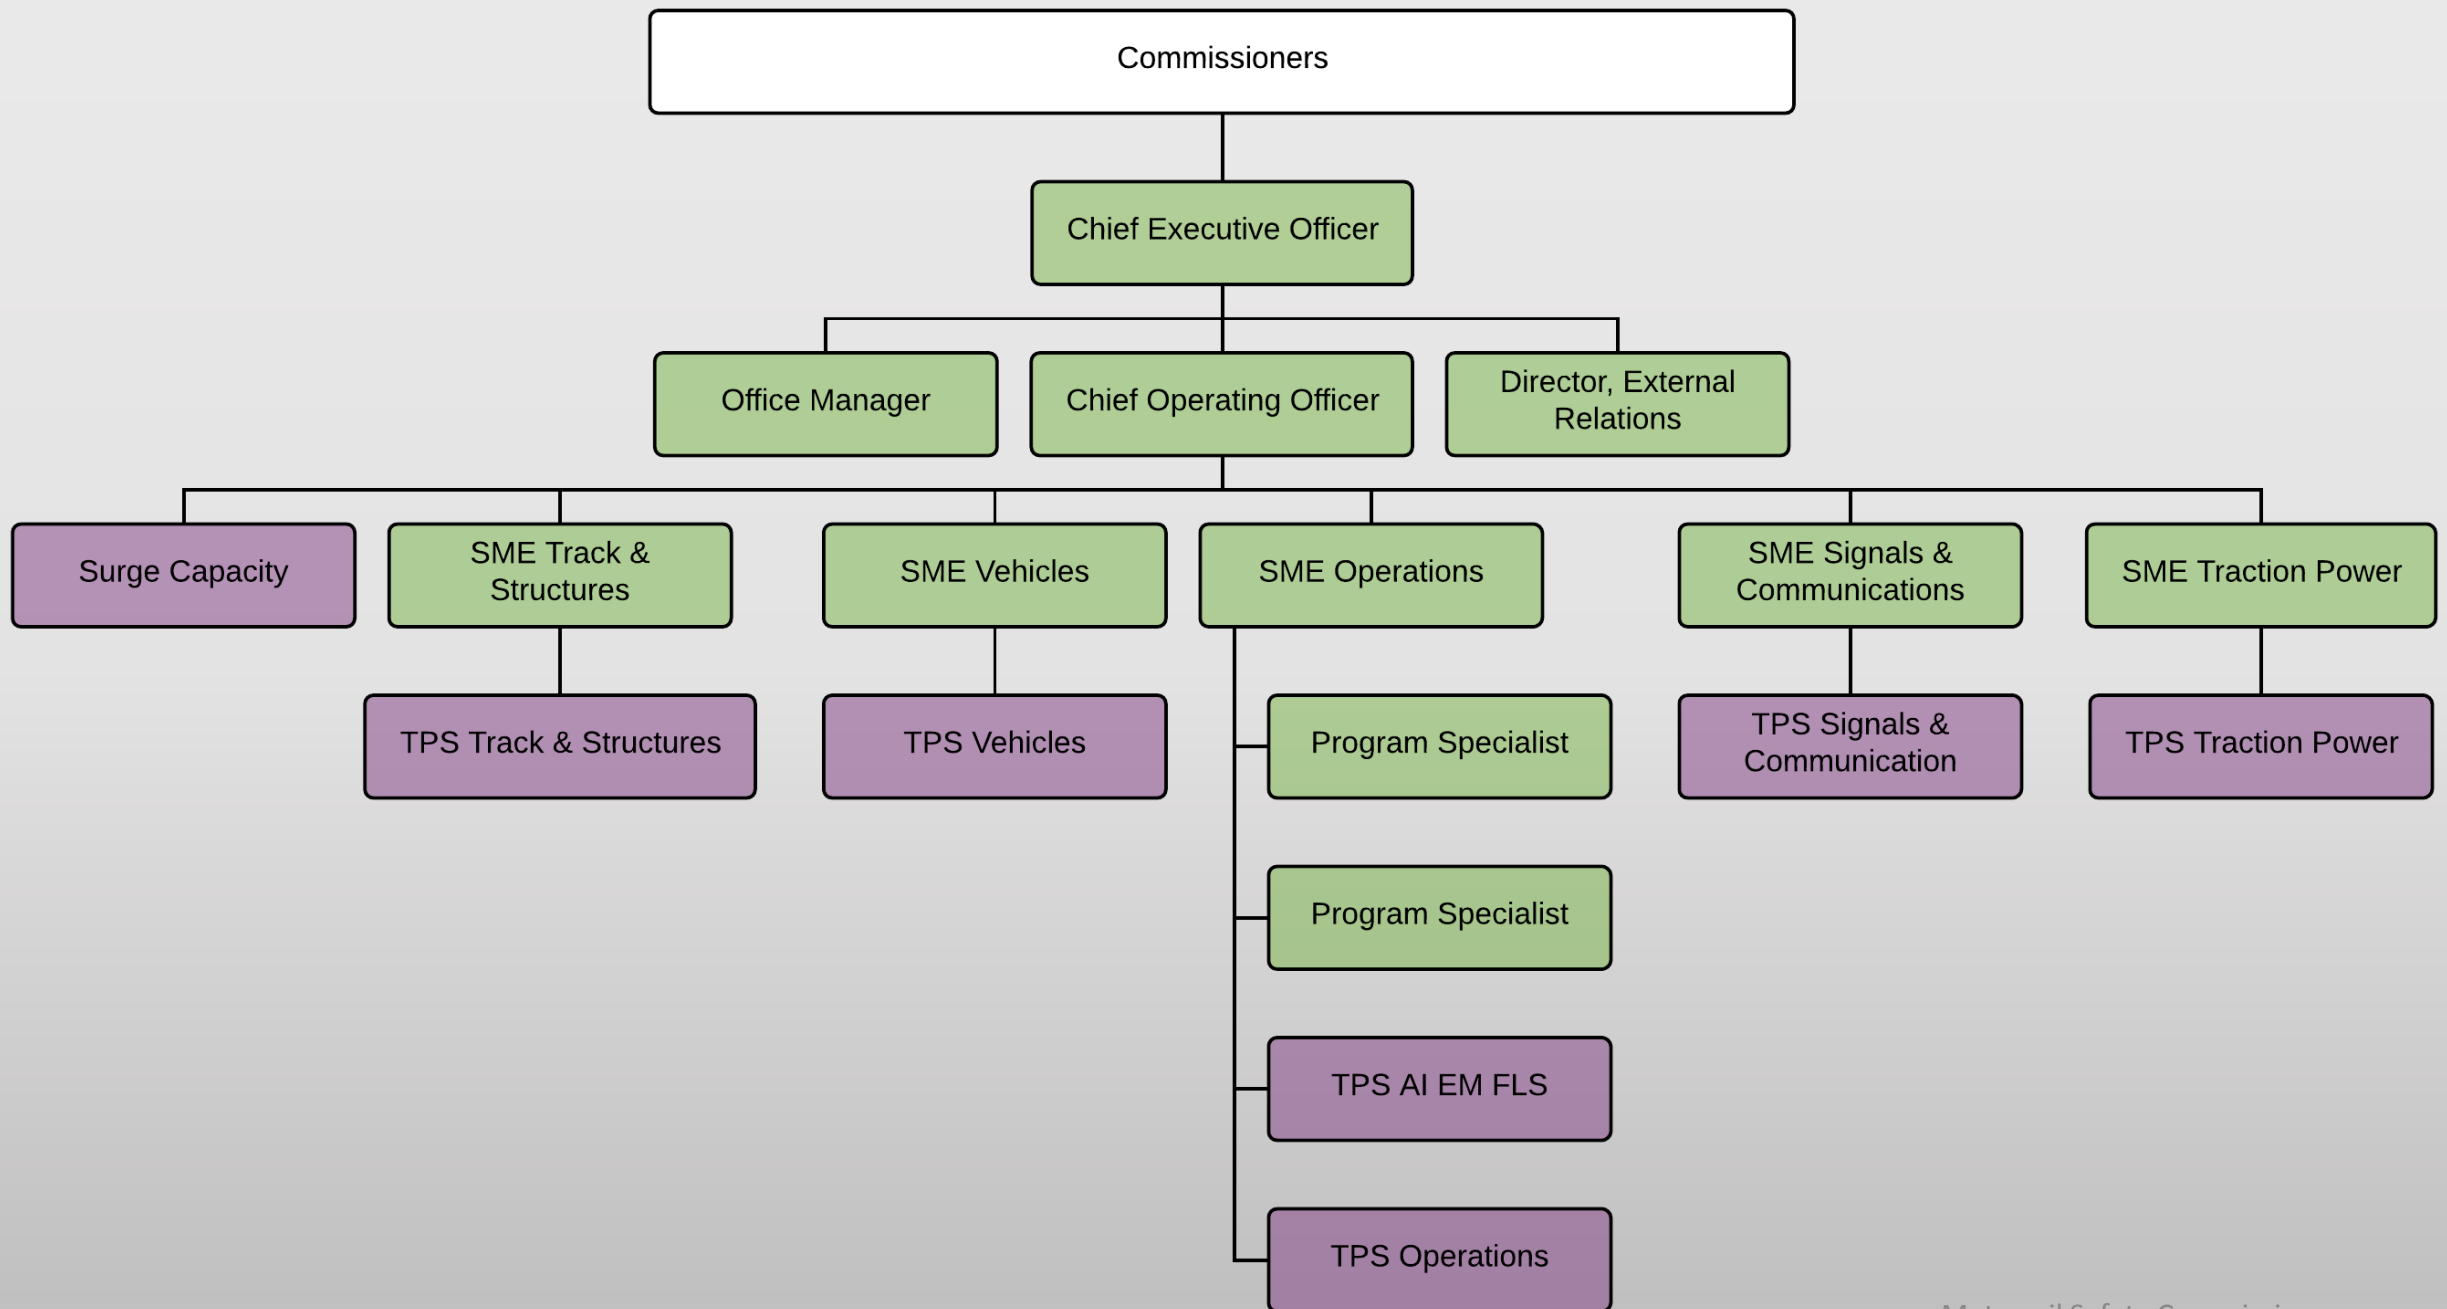 Commissioners
Chief Executive Officer
Office Manager
Chief Operating Officer
Director, External
Relations
Surge Capacity
SME Track &
Structures
SME Vehicles
SME Operations
SME Signals &
Communications
SME Traction Power
TPS Track & Structures
TPS Vehicles
Program Specialist
TPS Signals &
Communication
TPS Traction Power
Program Specialist
TPS AI EM FLS
TPS Operations